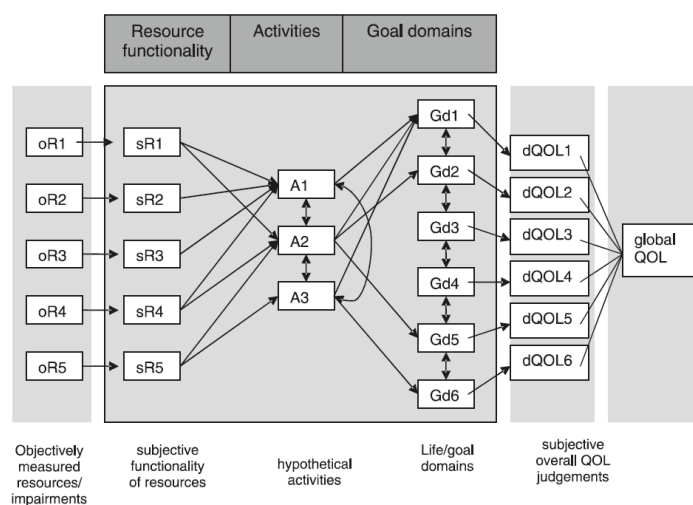 Resource
functionality
Activities
Goal domains
oR1
oR2
oR3
oR4
oR5
sR1
sR2
sR3
sR4
sR5
A1
A2
A3
Gd1
Gd2
Gd3
Gd4
Gd5
Gd6
dQOL1
dQOL2
dQOL3
dQOL4
dQOL5
dQOL6
global
QOL
Objectively
measured
resources/
impairments
subjective
functionality
of resources
hypothetical
activities
Life/goal
domains
subjective
overall QOL
judgements